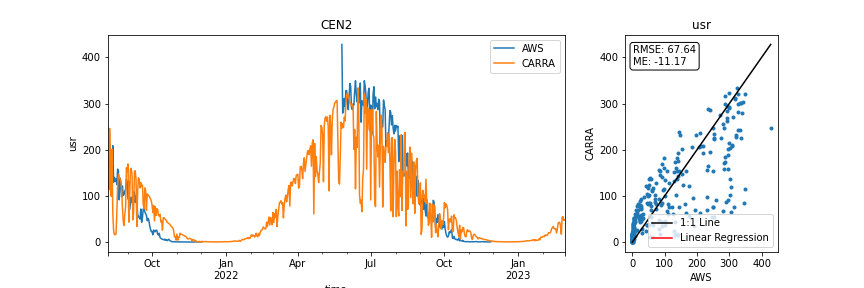 CEN2
usr
400
300
200
100
0
Oct
Jan
2022
Apr
Jul
Oct
Jan
2023
time
AWS
CARRA
usr
CARRA
400
300
200
100
0
RMSE: 67.64
ME: -11.17
1:1 Line
Linear Regression
0
100
200
300
400
AWS